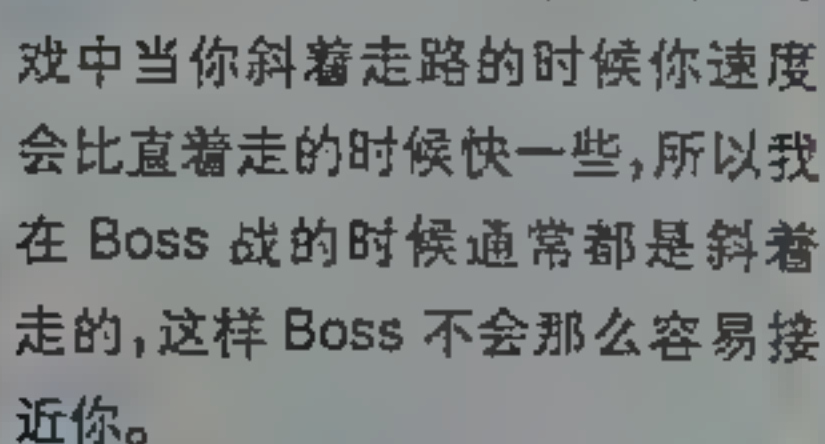 戏中当你斜着走路的时候你速度
会比直着走的时候快一些,所以我
在 Boss 战的时候通常都是斜着
走的,这样 Boss 不会那么容易接
近你。